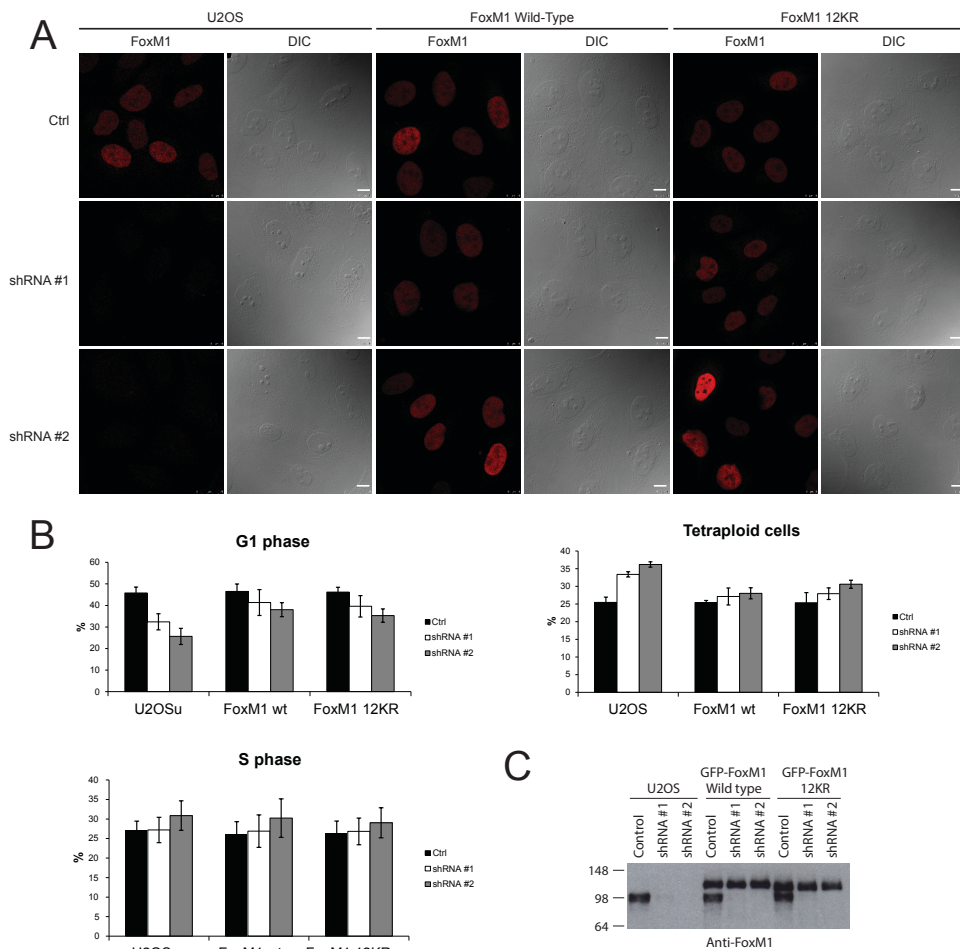 A
U2OS FoxM1 Wild-Type FoxM1 12KR
FoxM1 DIC FoxM1 DIC FoxM1 DIC
Ctrl
shRNA #1
shRNA #2
B
G1 phase
60
50
40
30
20
10
0
%
U2OSu FoxM1 wt FoxM1 12KR
Ctrl
shRNA #1
shRNA #2
Tetraploid cells
40
35
30
25
20
15
10
5
0
%
U2OS FoxM1 wt FoxM1 12KR
Ctrl
shRNA #1
shRNA #2
S phase
40
35
30
25
20
15
10
5
0
%
U2OS FoxM1 wt FoxM1 12KR
Ctrl
shRNA #1
shRNA #2
C
U2OS
GFP-FoxM1
Wild type
GFP-FoxM1
12KR
Control
shRNA #1
shRNA #2
Control
shRNA #1
shRNA #2
Control
shRNA #1
shRNA #2
148
98
64
Anti-FoxM1